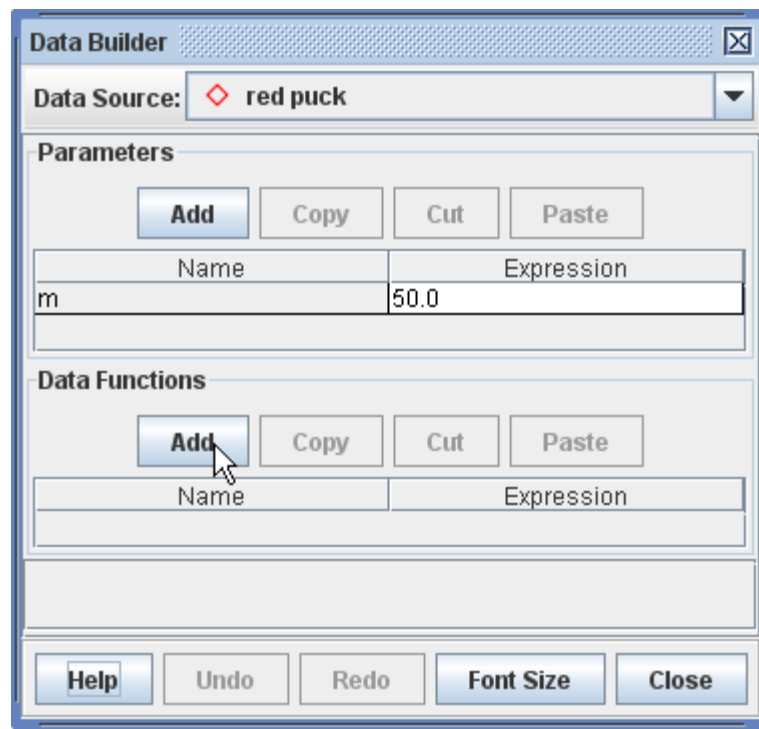 Data Builder
Data Source: red puck
Parameters
Add Copy Cut Paste
Name Expression
m 50.0
Data Functions
Add Copy Cut Paste
Name Expression
Help Undo Redo Font Size Close